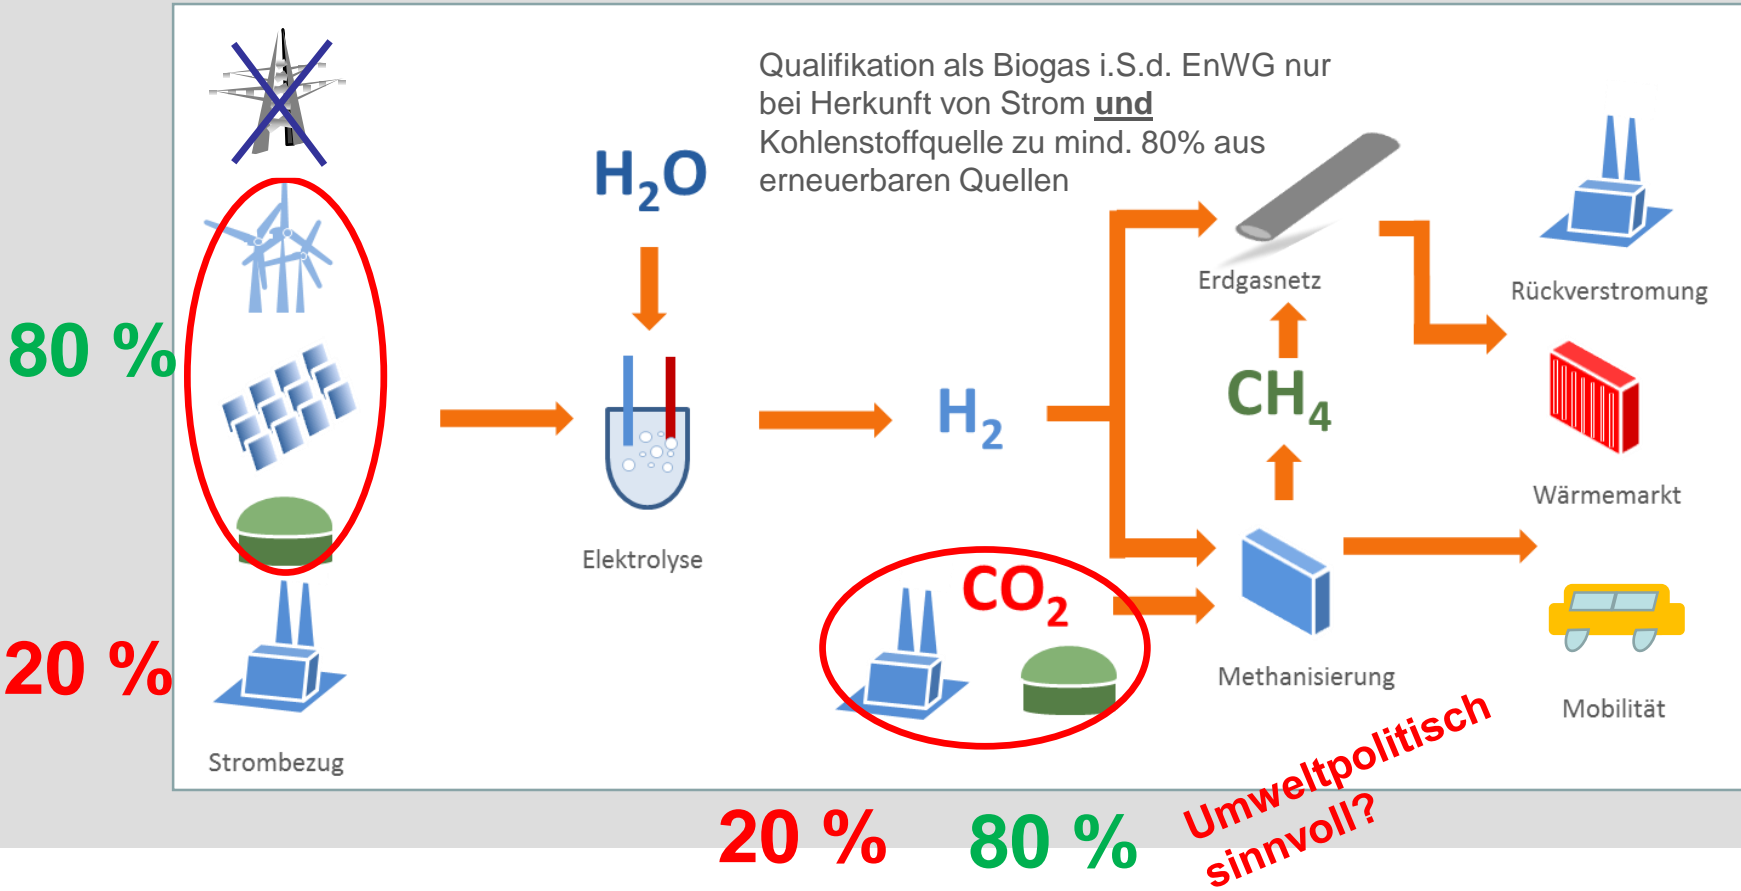 Qualifikation als Biogas i.S.d. EnWG nur
bei Herkunft von Strom und
Kohlenstoffquelle zu mind. 80% aus
erneuerbaren Quellen
H₂O
Erdgasnetz
Rückverstromung
80 %
CH₄
H₂
Wärmemarkt
Elektrolyse
CO₂
20 %
Methanisierung
Mobilität
Strombezug
20 %
80 %
Umweltpolitisch
sinnvoll?